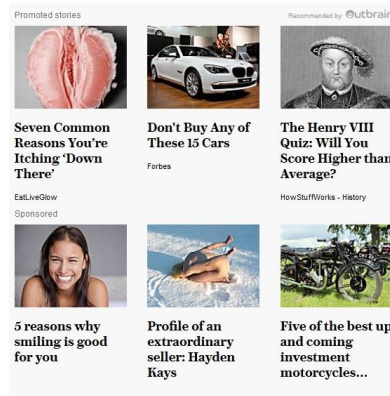 Promoted stories
Recommended by Outbrain
Seven Common
Reasons You're
Itching ‘Down
There’
EatLiveGlow
Don't Buy Any of
These 15 Cars
Forbes
The Henry VIII
Quiz: Will You
Score Higher than
Average?
HowStuffWorks - History
Sponsored
5 reasons why
smiling is good
for you
Profile of an
extraordinary
seller: Hayden
Kays
Five of the best up
and coming
investment
motorcycles...